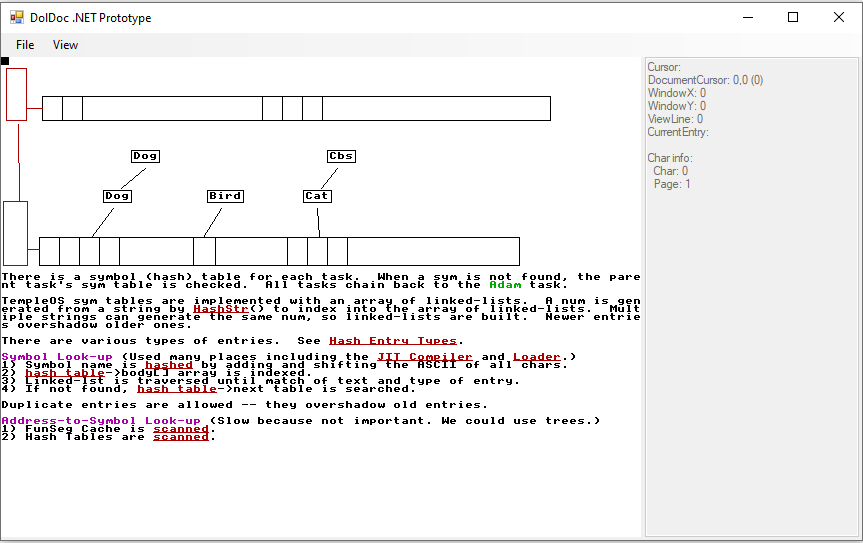 DolDoc .NET Prototype
File View
Cursor:
DocumentCursor: 0,0 (0)
WindowX: 0
WindowY: 0
ViewLine: 0
CurrentEntry:
Char info:
Char: 0
Page: 1
Dog Cbs
Dog Bird Cat
There is a symbol (hash) table for each task.  When a sym is not found, the pare
nt task's sym table is checked.  All tasks chain back to the Adam task.
TempleOS sym tables are implemented with an array of linked-lists.  A num is gen
erated from a string by HashStr() to index into the array of linked-lists.  Mult
iple strings can generate the same num, so linked-lists are built.  Newer entrie
s overshadow older ones.
There are various types of entries.  See Hash Entry Types.
Symbol Look-up (Used many places including the JIT Compiler and Loader.)
1) Symbol name is hashed by adding and shifting the ASCII of all chars.
2) hash_table->body[] array is indexed.
3) Linked-lst is traversed until match of text and type of entry.
4) If not found, hash_table->next table is searched.
Duplicate entries are allowed -- they overshadow old entries.
Address-to-Symbol Look-up (Slow because not important. We could use trees.)
1) FunSeg Cache is scanned.
2) Hash Tables are scanned.